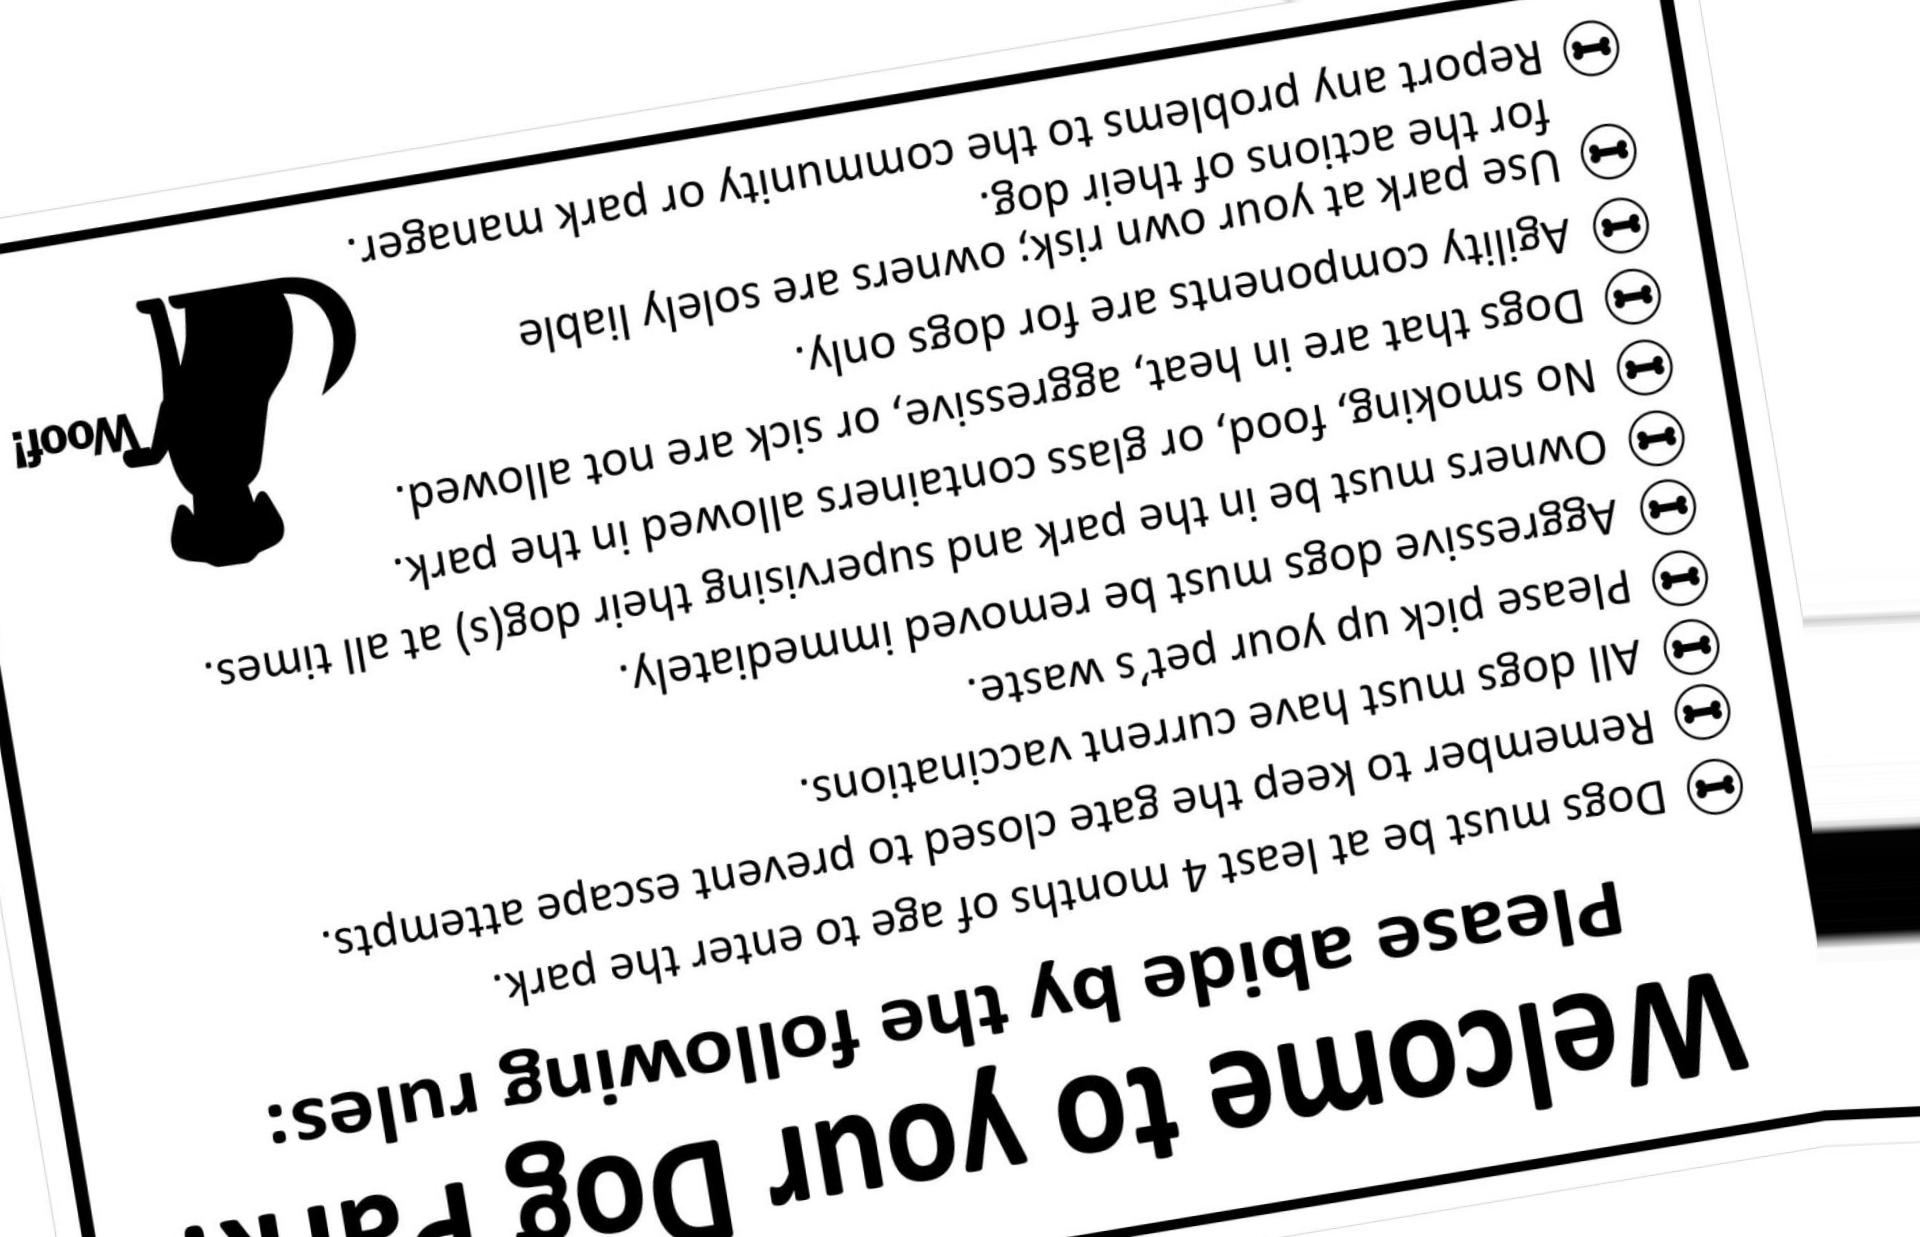 Welcome to your Dog Park!
Please abide by the following rules:
Dogs must be at least 4 months of age to enter the park.
Remember to keep the gate closed to prevent escape attempts.
All dogs must have current vaccinations.
Please pick up your pet's waste.
Aggressive dogs must be removed immediately.
Owners must be in the park and supervising their dog(s) at all times.
No smoking, food, or glass containers allowed in the park.
Dogs that are in heat, aggressive, or sick are not allowed.
Agility components are for dogs only.
Use park at your own risk; owners are solely liable
for the actions of their dog.
Report any problems to the community or park manager.
Woof!